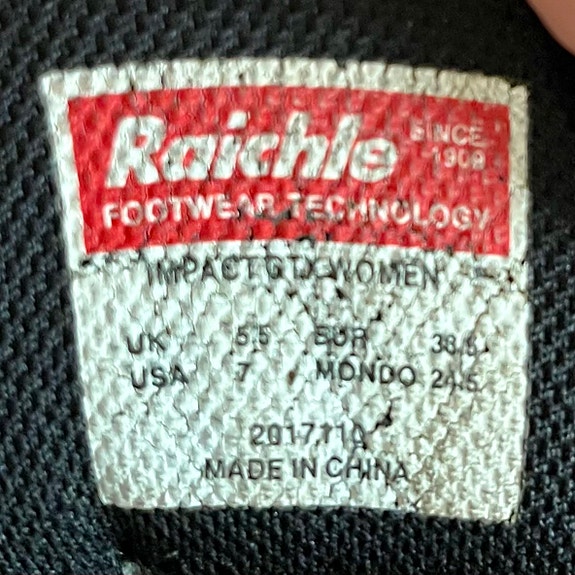 Raichle
SINCE
1909
FOOTWEAR TECHNOLOGY
IMPACT GTX WOMEN
UK 5,5 EUR 38,5
USA 7 MONDO 24,5
MADE IN CHINA